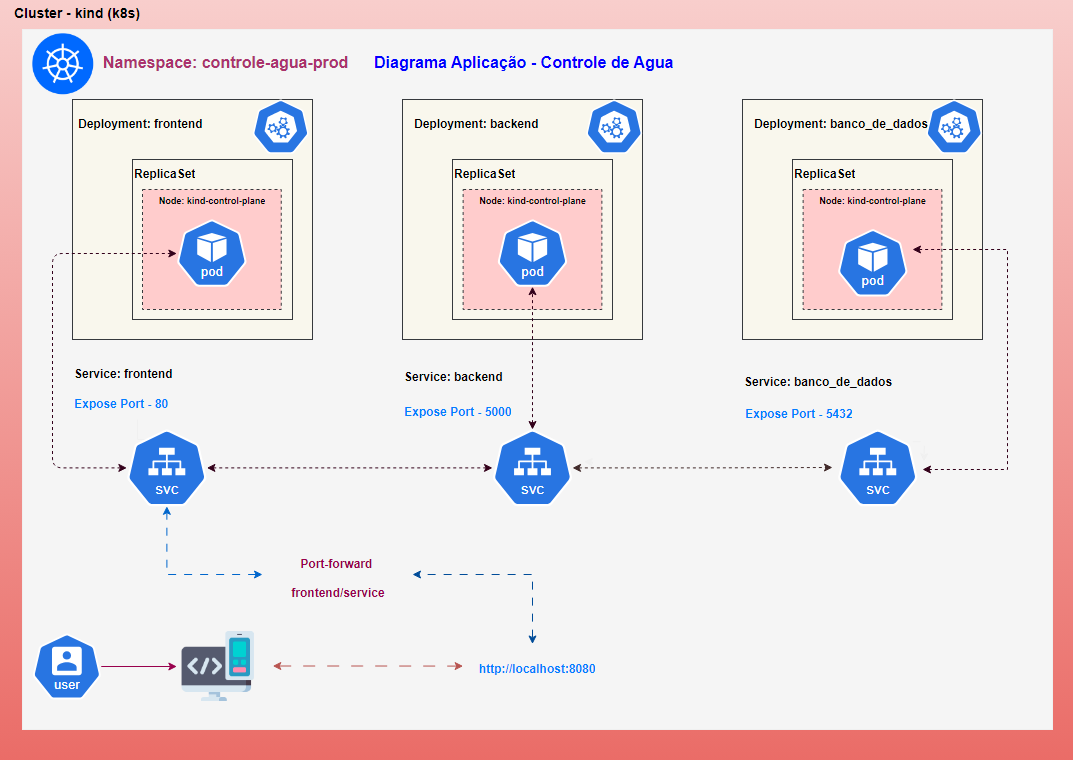 Cluster - kind (k8s)
Namespace: controle-agua-prod
Diagrama Aplicação - Controle de Agua
Deployment: frontend
ReplicaSet
Node: kind-control-plane
pod
Deployment: backend
ReplicaSet
Node: kind-control-plane
pod
Deployment: banco_de_dados
ReplicaSet
Node: kind-control-plane
pod
Service: frontend
Expose Port - 80
SVC
Service: backend
Expose Port - 5000
SVC
Service: banco_de_dados
Expose Port - 5432
SVC
Port-forward
frontend/service
user
http://localhost:8080